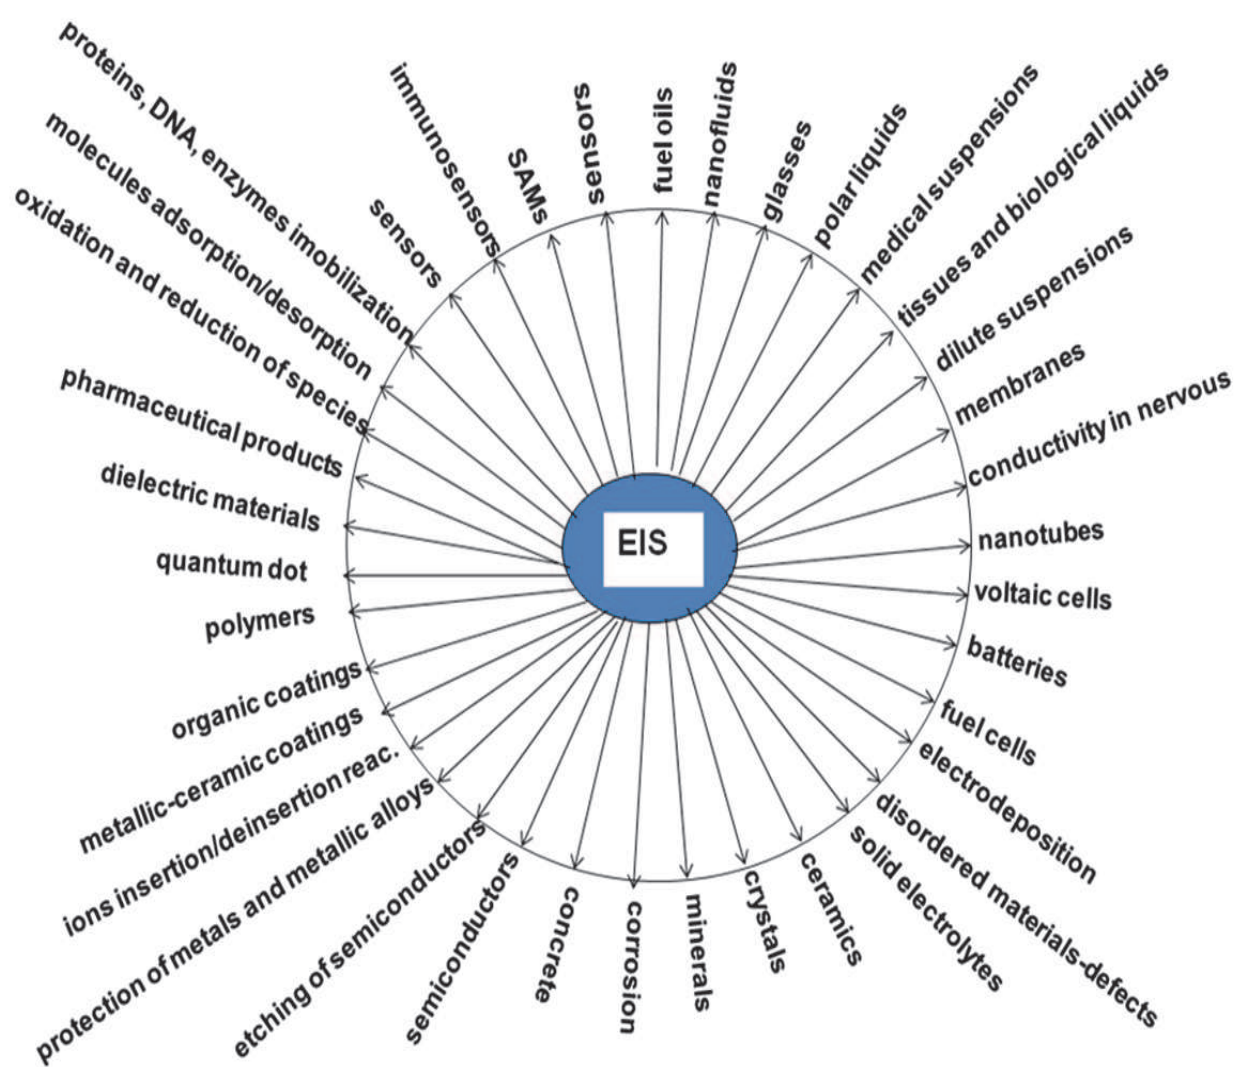 EIS
fuel oils
nanofluids
glasses
polar liquids
medical suspensions
tissues and biological liquids
dilute suspensions
membranes
conductivity in nervous
nanotubes
voltaic cells
batteries
fuel cells
electrodeposition
disordered materials-defects
solid electrolytes
ceramics
crystals
minerals
corrosion
concrete
semiconductors
etching of semiconductors
protection of metals and metallic alloys
ions insertion/deinsertion reac.
metallic-ceramic coatings
organic coatings
polymers
quantum dot
dielectric materials
pharmaceutical products
oxidation and reduction of species
molecules adsorption/desorption
proteins, DNA, enzymes imobilization
sensors
immunosensors
SAMs
sensors